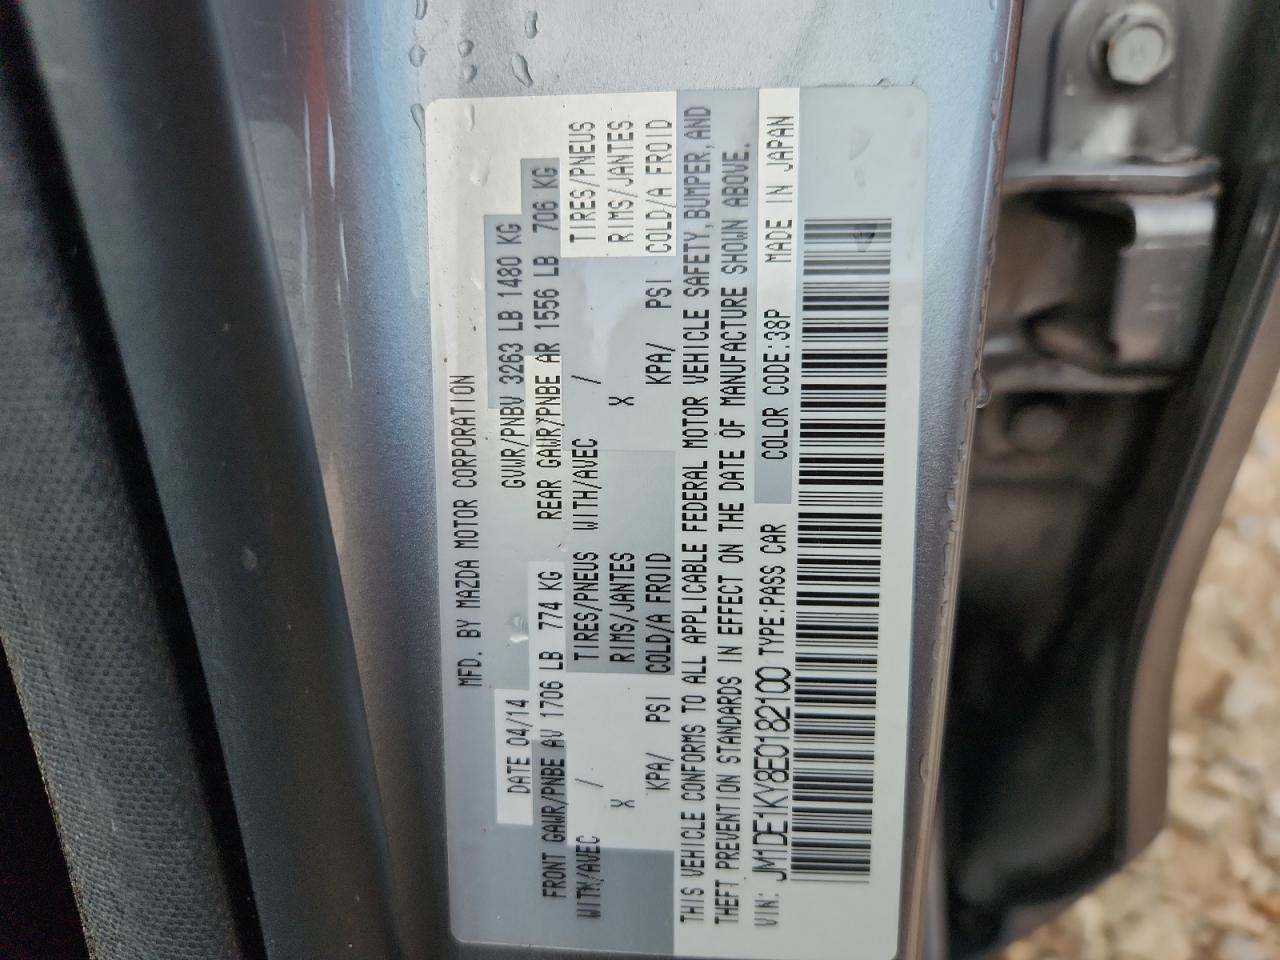 MFD. BY MAZDA MOTOR CORPORATION
DATE 04/14 GVWR/PNBV 3263 LB 1480 KG
FRONT GAWR/PNBE AV 1706 LB 774 KG REAR GAWR/PNBE AR 1556 LB 706 KG
WITH/AVEC / TIRES/PNEUS WITH/AVEC / TIRES/PNEUS
X RIMS/JANTES X RIMS/JANTES
KPA/ PSI COLD/A FROID KPA/ PSI COLD/A FROID
THIS VEHICLE CONFORMS TO ALL APPLICABLE FEDERAL MOTOR VEHICLE SAFETY, BUMPER, AND
THEFT PREVENTION STANDARDS IN EFFECT ON THE DATE OF MANUFACTURE SHOWN ABOVE.
VIN: JM1DE1KY8E0182100 TYPE:PASS CAR COLOR CODE:38P MADE IN JAPAN